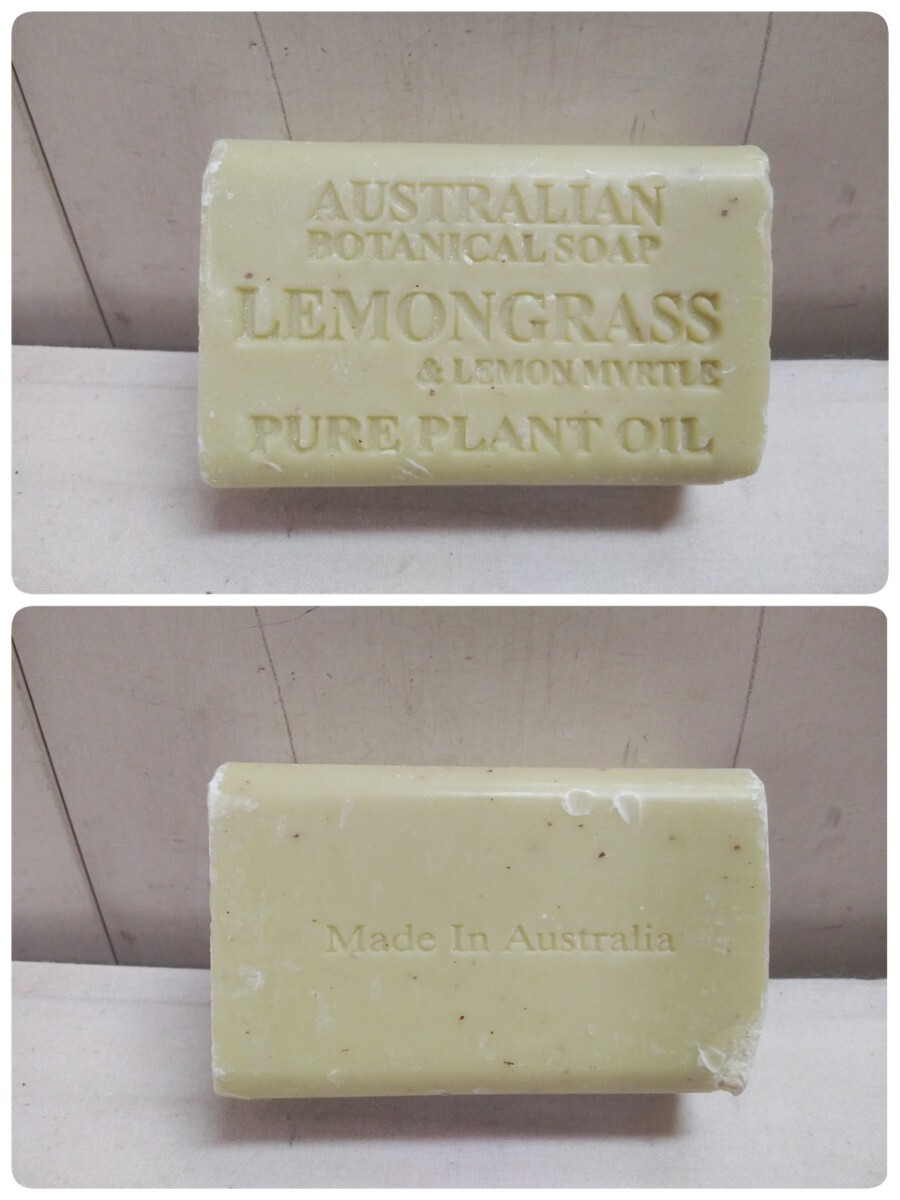 AUSTRALIAN
BOTANICAL SOAP
LEMONGRASS
& LEMON MYRTLE
PURE PLANT OIL
Made In Australia